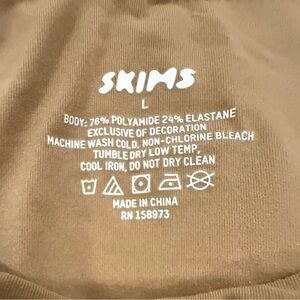 SKIMS
L
BODY: 76% POLYAMIDE 24% ELASTANE
EXCLUSIVE OF DECORATION
MACHINE WASH COLD, NON-CHLORINE BLEACH
TUMBLE DRY LOW TEMP,
COOL IRON, DO NOT DRY CLEAN
MADE IN CHINA
RN 158973